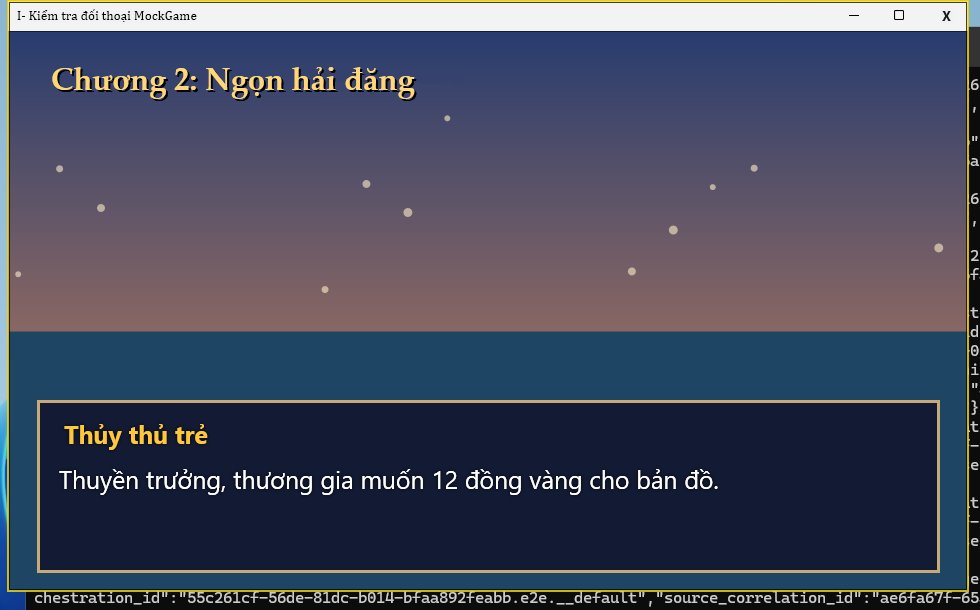 I- Kiểm tra đối thoại MockGame
Chương 2: Ngọn hải đăng
Thủy thủ trẻ
Thuyền trưởng, thương gia muốn 12 đồng vàng cho bản đồ.
chestration_id":"55c261cf-56de-81dc-b014-bfaa892feabb.e2e.__default","source_correlation_id":"ae6fa67f-6